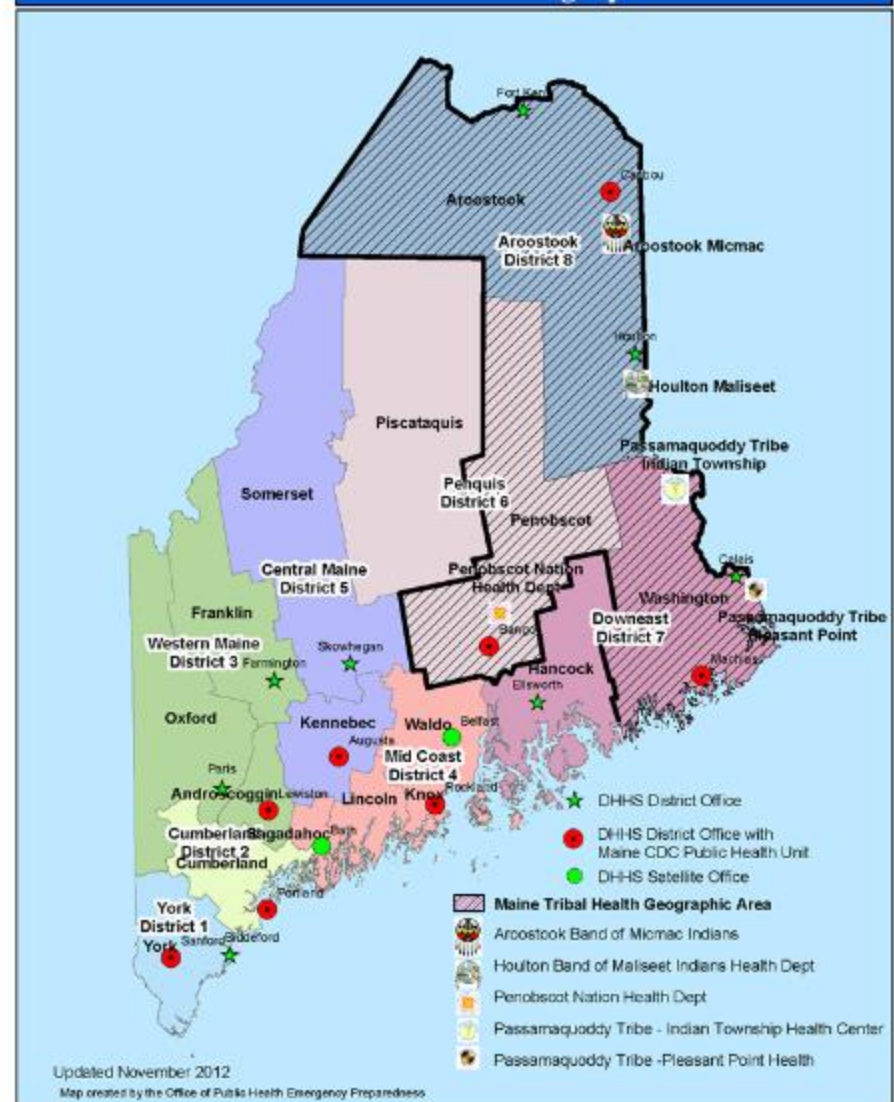 Fort Kent
Caribou
Aroostook
Aroostook
District 8
Aroostook Micmac
Houlton
Houlton Maliseet
Piscataquis
Passamaquoddy Tribe
Indian Township
Somerset
Penquis
District 6
Penobscot
Calais
Central Maine
District 5
Penobscot Nation
Health Dept
Washington
Franklin
Bangor
Downeast
District 7
Passamaquoddy Tribe
Pleasant Point
Western Maine
District 3
Skowhegan
Farmington
Hancock
Machias
Ellsworth
Oxford
Kennebec
Waldo
Belfast
Augusta
Mid Coast
District 4
Paris
Androscoggin
Lewiston
Lincoln
Knox
Rockland
Cumberland
District 2
Sagadahoc
Bath
Cumberland
Portland
York
District 1
York
Sanford
Biddeford
DHHS District Office
DHHS District Office with
Maine CDC Public Health Unit
DHHS Satellite Office
Maine Tribal Health Geographic Area
Aroostook Band of Micmac Indians
Houlton Band of Maliseet Indians Health Dept
Penobscot Nation Health Dept
Passamaquoddy Tribe - Indian Township Health Center
Passamaquoddy Tribe -Pleasant Point Health
Updated November 2012
Map created by the Office of Public Health Emergency Preparedness